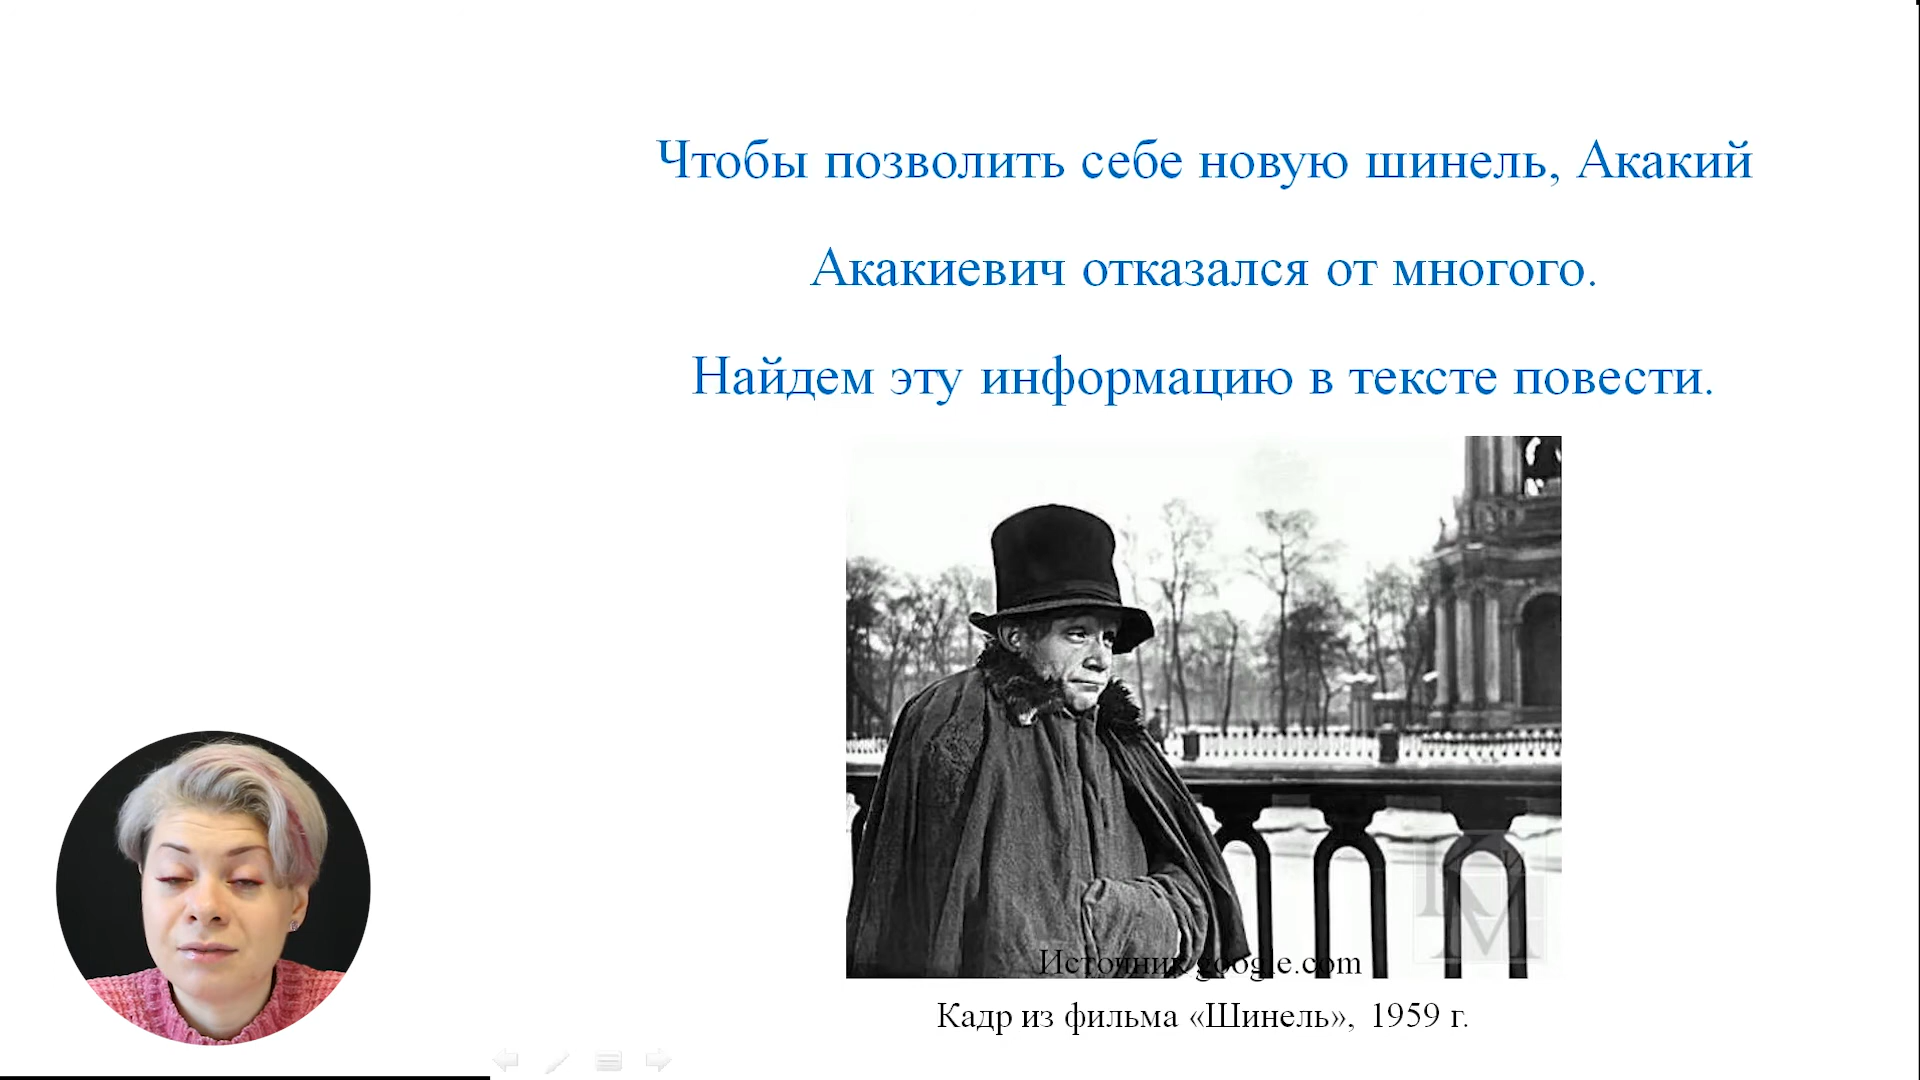 Чтобы позволить себе новую шинель, Акакий
Акакиевич отказался от многого.
Найдем эту информацию в тексте повести.
КМ
Источник google.com
Кадр из фильма «Шинель», 1959 г.